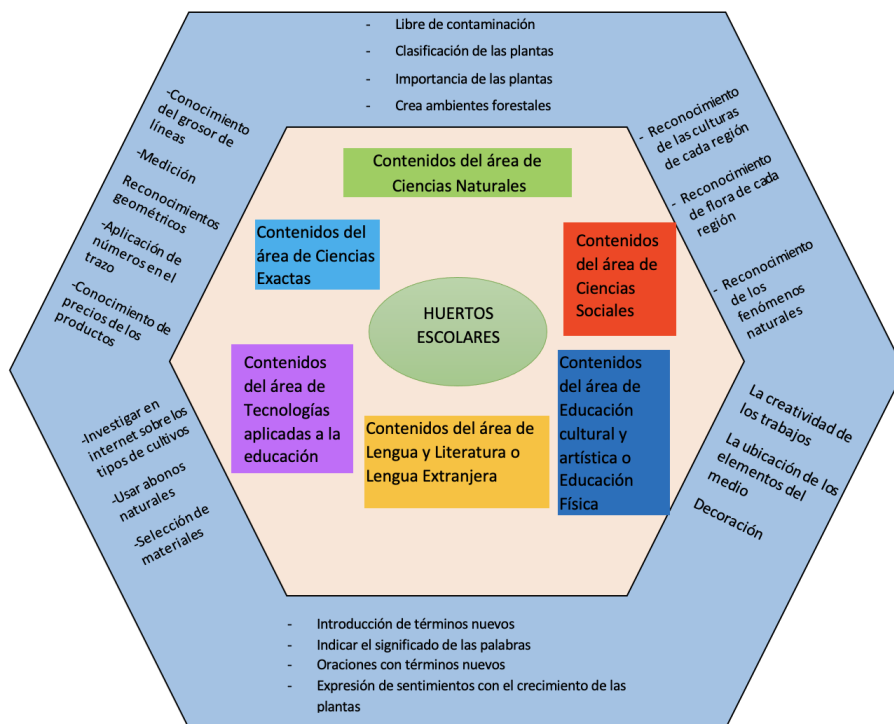 - Libre de contaminación
- Clasificación de las plantas
- Importancia de las plantas
- Crea ambientes forestales
-Conocimiento
del grosor de
líneas
-Medición
Reconocimientos
geométricos
-Aplicación de
números en el
trazo
-Conocimiento de
precios de los
productos
- Reconocimiento
de las culturas
de cada región
- Reconocimiento
de flora de cada
región
- Reconocimiento
de los
fenómenos
naturales
Contenidos del área de
Ciencias Naturales
Contenidos del
área de Ciencias
Exactas
Contenidos
del área de
Ciencias
Sociales
HUERTOS
ESCOLARES
Contenidos
del área de
Tecnologías
aplicadas a la
educación
Contenidos del área de
Lengua y Literatura o
Lengua Extranjera
Contenidos
del área de
Educación
cultural y
artística o
Educación
Física
-Investigar en
internet sobre los
tipos de cultivos
-Usar abonos
naturales
-Selección de
materiales
La creatividad de
los trabajos
La ubicación de los
elementos del
medio
Decoración
- Introducción de términos nuevos
- Indicar el significado de las palabras
- Oraciones con términos nuevos
- Expresión de sentimientos con el crecimiento de las
plantas